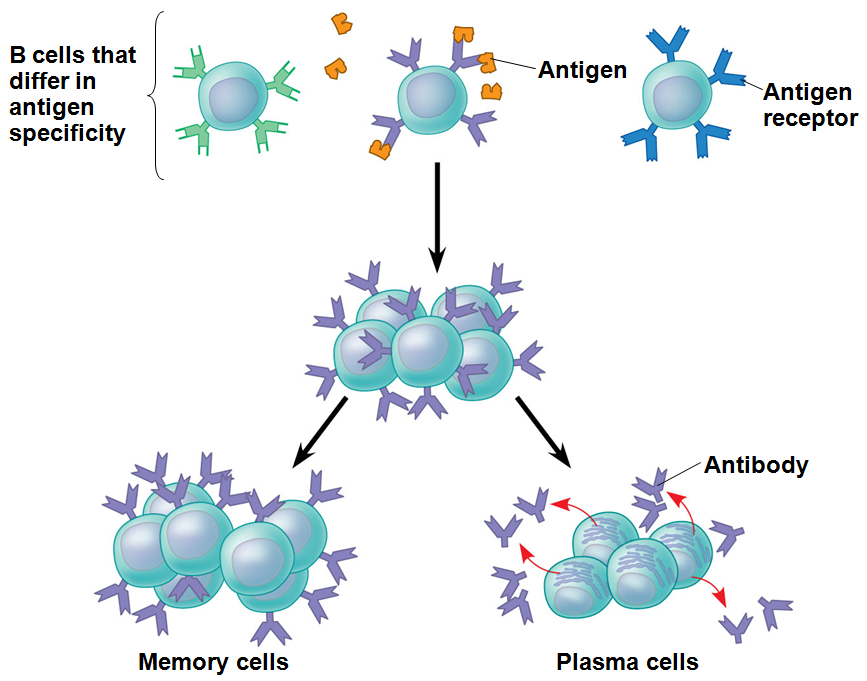 B cells that
differ in
antigen
specificity
Antigen
Antigen
receptor
Antibody
Memory cells
Plasma cells